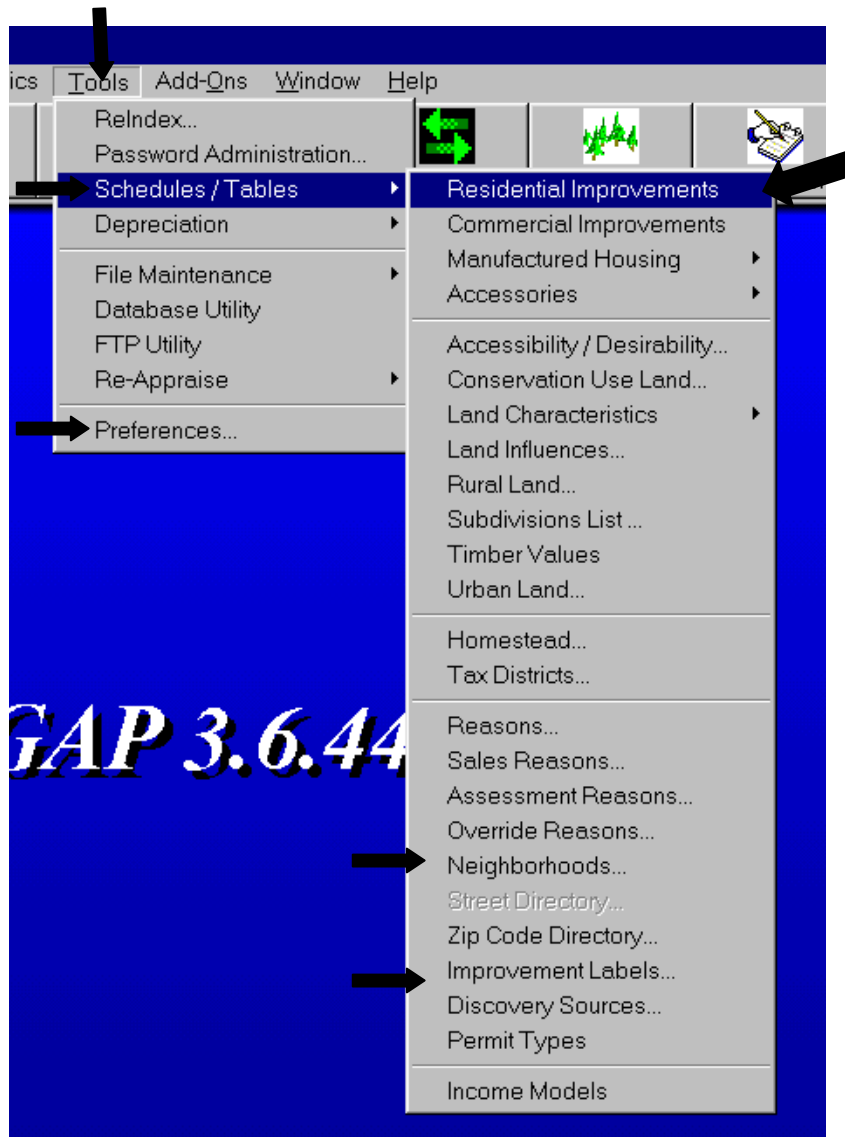 ics Tools Add-Ons Window Help
ReIndex...
Password Administration...
Schedules / Tables
Depreciation
File Maintenance
Database Utility
FTP Utility
Re-Appraise
Preferences...
Residential Improvements
Commercial Improvements
Manufactured Housing
Accessories
Accessibility / Desirability...
Conservation Use Land...
Land Characteristics
Land Influences...
Rural Land...
Subdivisions List ...
Timber Values
Urban Land...
Homestead...
Tax Districts...
Reasons...
Sales Reasons...
Assessment Reasons...
Override Reasons...
Neighborhoods...
Street Directory...
Zip Code Directory...
Improvement Labels...
Discovery Sources...
Permit Types
Income Models
GAP 3.6.44